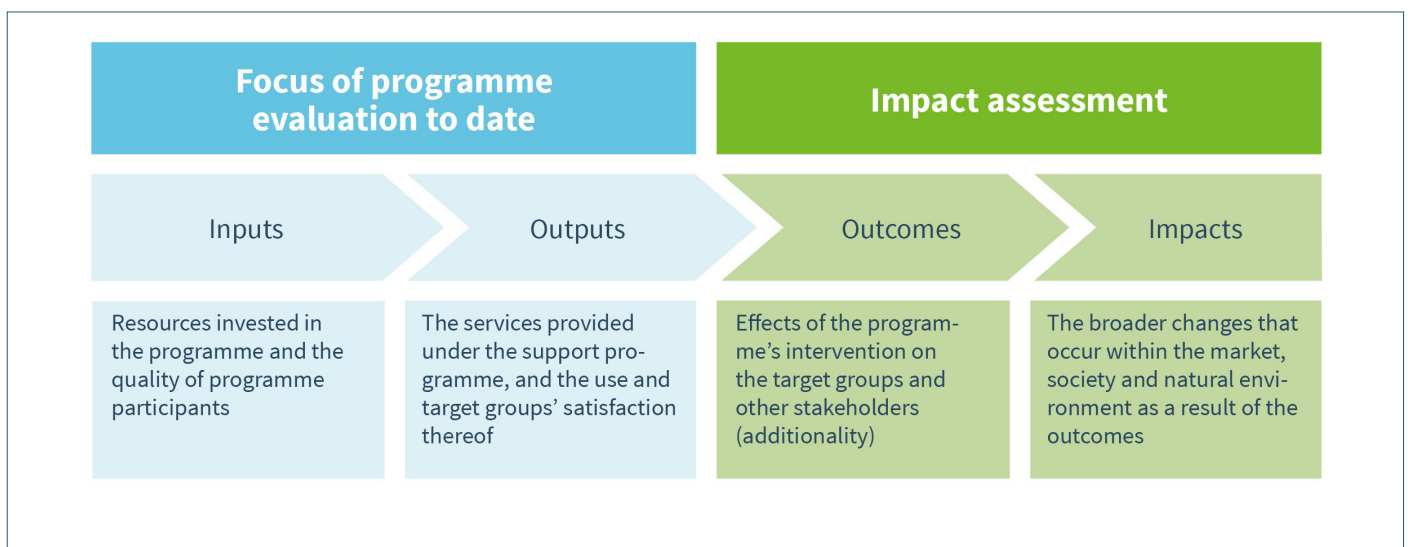 Focus of programme
evaluation to date
Impact assessment
Inputs
Outputs
Outcomes
Impacts
Resources invested in
the programme and the
quality of programme
participants
The services provided
under the support pro-
gramme, and the use and
target groups’ satisfaction
thereof
Effects of the program-
me’s intervention on
the target groups and
other stakeholders
(additionality)
The broader changes that
occur within the market,
society and natural envi-
ronment as a result of the
outcomes